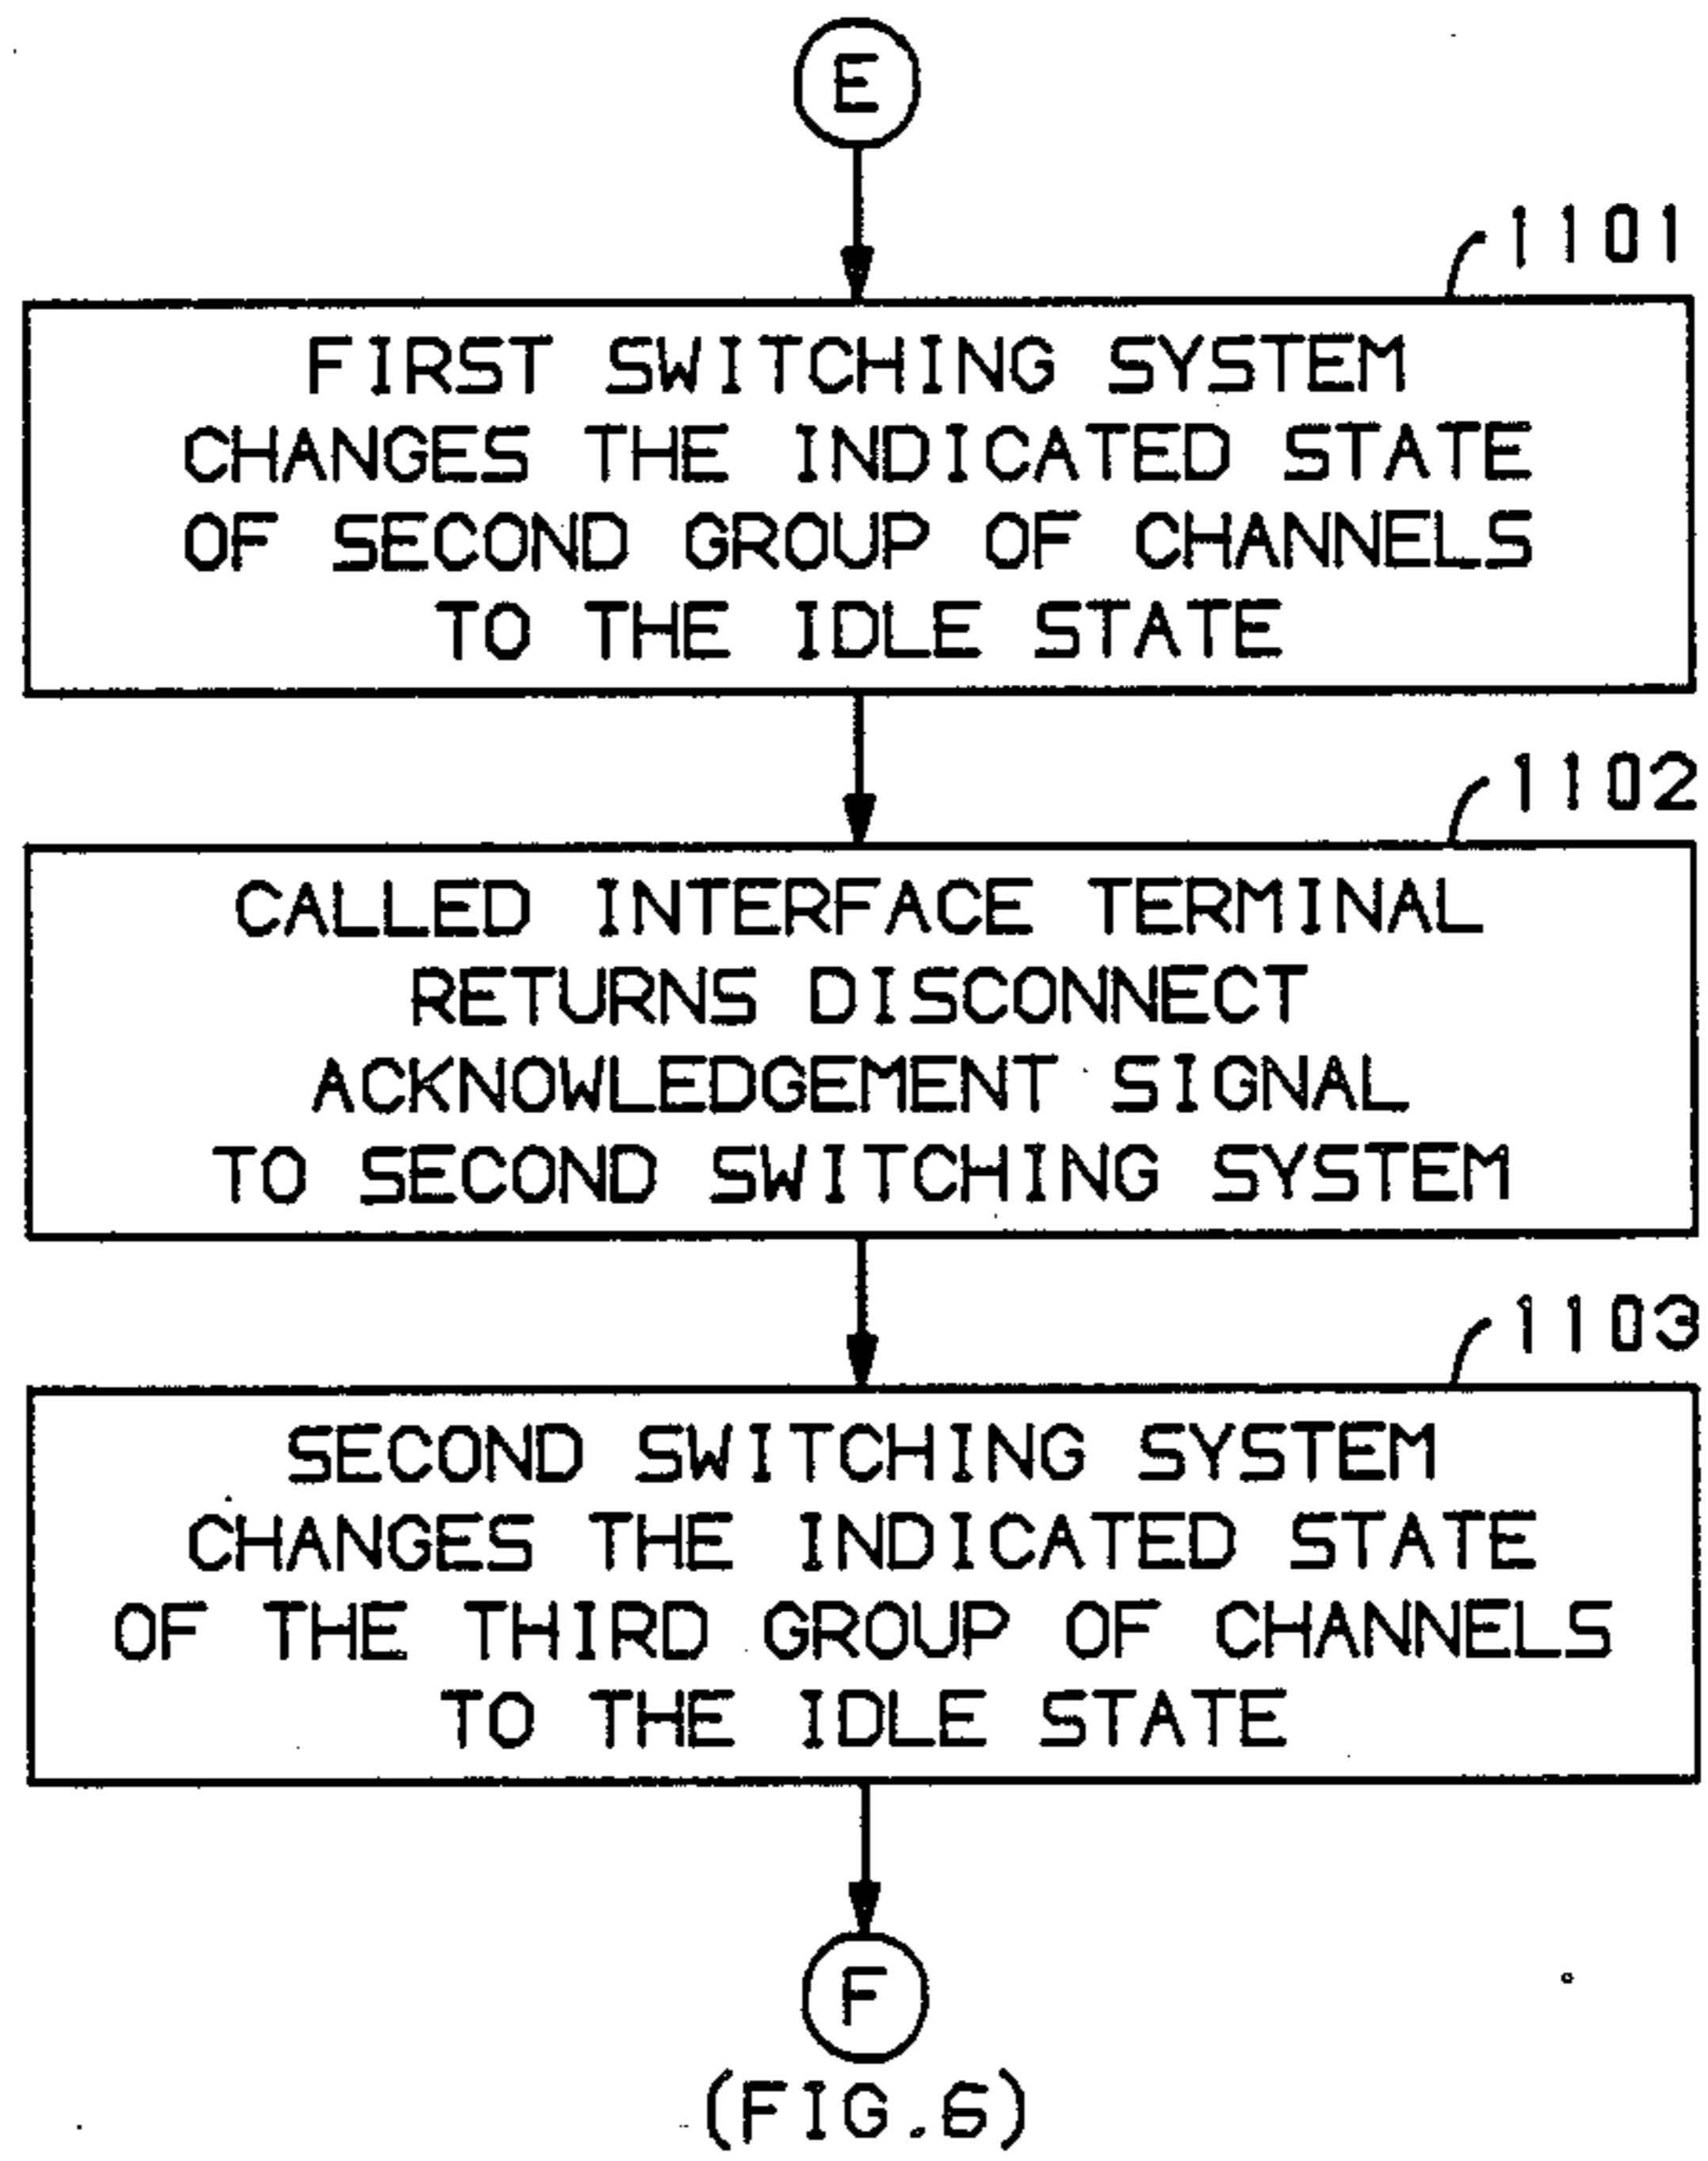 E
1101
FIRST SWITCHING SYSTEM
CHANGES THE INDICATED STATE
OF SECOND GROUP OF CHANNELS
TO THE IDLE STATE
1102
CALLED INTERFACE TERMINAL
RETURNS DISCONNECT
ACKNOWLEDGEMENT SIGNAL
TO SECOND SWITCHING SYSTEM
1103
SECOND SWITCHING SYSTEM
CHANGES THE INDICATED STATE
OF THE THIRD GROUP OF CHANNELS
TO THE IDLE STATE
F
(FIG.6)